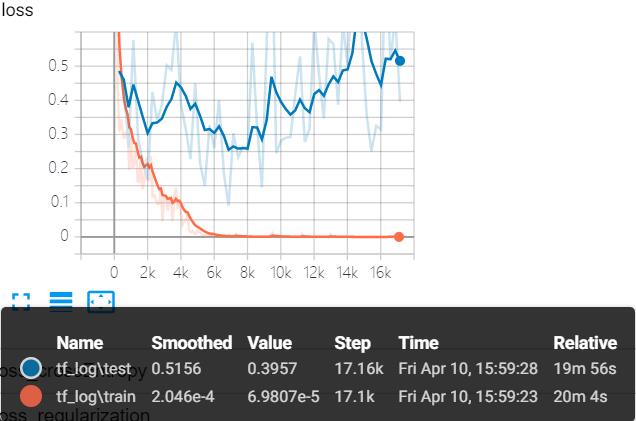 loss
0.5
0.4
0.3
0.2
0.1
0
0 2k 4k 6k 8k 10k 12k 14k 16k
Name Smoothed Value Step Time Relative
tf_log\test 0.5156 0.3957 17.16k Fri Apr 10, 15:59:28 19m 56s
tf_log\train 2.046e-4 6.9807e-5 17.1k Fri Apr 10, 15:59:23 20m 4s
oss_regularization